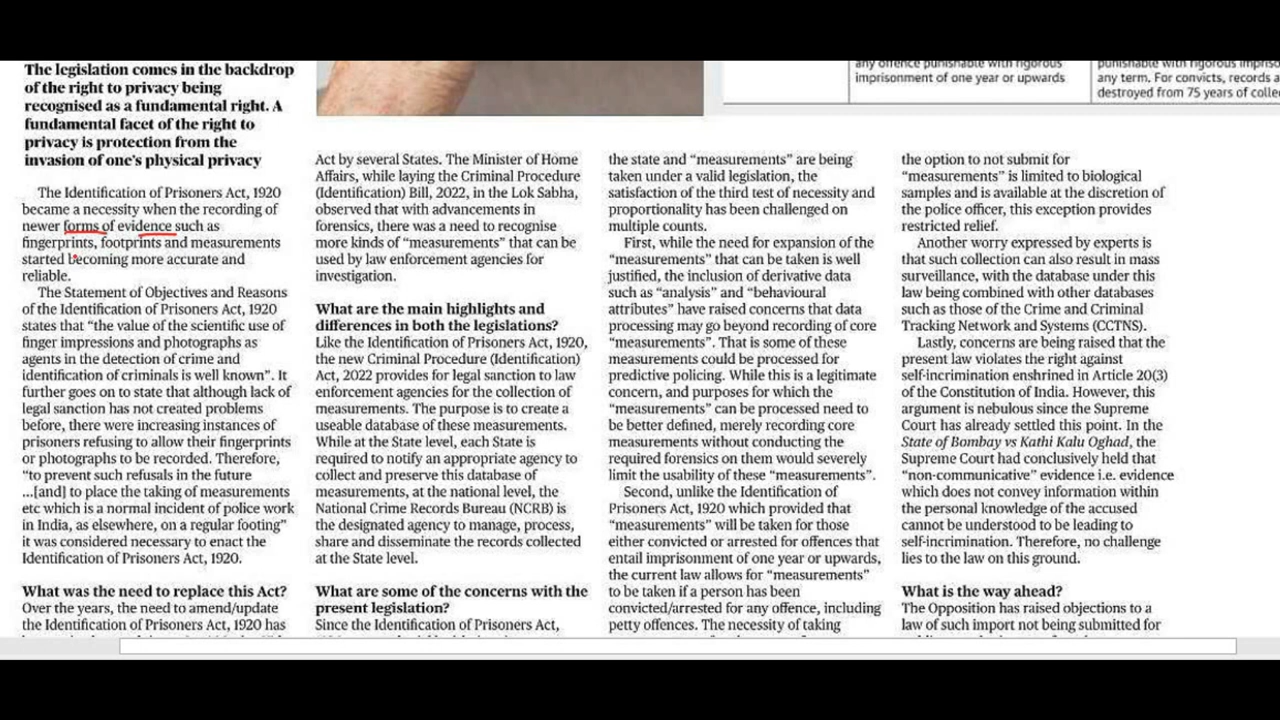 The legislation comes in the backdrop
of the right to privacy being
recognised as a fundamental right. A
fundamental facet of the right to
privacy is protection from the
invasion of one's physical privacy
The Identification of Prisoners Act, 1920
became a necessity when the recording of
newer forms of evidence such as
fingerprints, footprints and measurements
started becoming more accurate and
reliable.
The Statement of Objectives and Reasons
of the Identification of Prisoners Act, 1920
states that “the value of the scientific use of
finger impressions and photographs as
agents in the detection of crime and
identification of criminals is well known”. It
further goes on to state that although lack of
legal sanction has not created problems
before, there were increasing instances of
prisoners refusing to allow their fingerprints
or photographs to be recorded. Therefore,
“to prevent such refusals in the future
...[and] to place the taking of measurements
etc which is a normal incident of police work
in India, as elsewhere, on a regular footing”
it was considered necessary to enact the
Identification of Prisoners Act, 1920.
What was the need to replace this Act?
Over the years, the need to amend/update
the Identification of Prisoners Act, 1920 has
Act by several States. The Minister of Home
Affairs, while laying the Criminal Procedure
(Identification) Bill, 2022, in the Lok Sabha,
observed that with advancements in
forensics, there was a need to recognise
more kinds of “measurements” that can be
used by law enforcement agencies for
investigation.
What are the main highlights and
differences in both the legislations?
Like the Identification of Prisoners Act, 1920,
the new Criminal Procedure (Identification)
Act, 2022 provides for legal sanction to law
enforcement agencies for the collection of
measurements. The purpose is to create a
useable database of these measurements.
While at the State level, each State is
required to notify an appropriate agency to
collect and preserve this database of
measurements, at the national level, the
National Crime Records Bureau (NCRB) is
the designated agency to manage, process,
share and disseminate the records collected
at the State level.
What are some of the concerns with the
present legislation?
Since the Identification of Prisoners Act,
any offence punishable with rigorous
imprisonment of one year or upwards
punishable with rigorous
any term. For convicts, records
destroyed from 75 years of
the state and “measurements” are being
taken under a valid legislation, the
satisfaction of the third test of necessity and
proportionality has been challenged on
multiple counts.
First, while the need for expansion of the
“measurements” that can be taken is well
justified, the inclusion of derivative data
such as “analysis” and “behavioural
attributes” have raised concerns that data
processing may go beyond recording of core
“measurements”. That is some of these
measurements could be processed for
predictive policing. While this is a legitimate
concern, and purposes for which the
“measurements” can be processed need to
be better defined, merely recording core
measurements without conducting the
required forensics on them would severely
limit the usability of these “measurements”.
Second, unlike the Identification of
Prisoners Act, 1920 which provided that
“measurements” will be taken for those
either convicted or arrested for offences that
entail imprisonment of one year or upwards,
the current law allows for “measurements”
to be taken if a person has been
convicted/arrested for any offence, including
petty offences. The necessity of taking
the option to not submit for
“measurements” is limited to biological
samples and is available at the discretion of
the police officer, this exception provides
restricted relief.
Another worry expressed by experts is
that such collection can also result in mass
surveillance, with the database under this
law being combined with other databases
such as those of the Crime and Criminal
Tracking Network and Systems (CCTNS).
Lastly, concerns are being raised that the
present law violates the right against
self-incrimination enshrined in Article 20(3)
of the Constitution of India. However, this
argument is nebulous since the Supreme
Court has already settled this point. In the
State of Bombay vs Kathi Kalu Oghad, the
Supreme Court had conclusively held that
“non-communicative” evidence i.e. evidence
which does not convey information within
the personal knowledge of the accused
cannot be understood to be leading to
self-incrimination. Therefore, no challenge
lies to the law on this ground.
What is the way ahead?
The Opposition has raised objections to a
law of such import not being submitted for